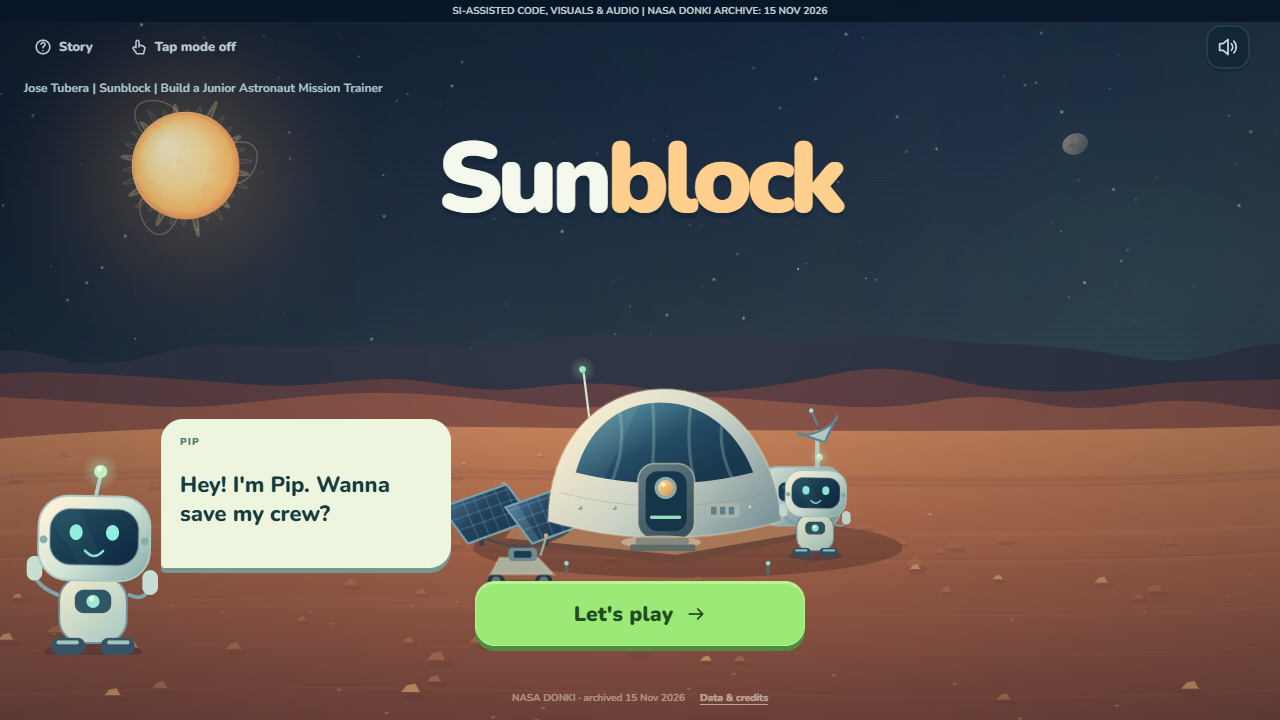 SI-ASSISTED CODE, VISUALS & AUDIO | NASA DONKI ARCHIVE: 15 NOV 2026
Story
Tap mode off
Jose Tubera | Sunblock | Build a Junior Astronaut Mission Trainer
Sunblock
PIP
Hey! I'm Pip. Wanna
save my crew?
Let's play →
NASA DONKI · archived 15 Nov 2026 Data & credits